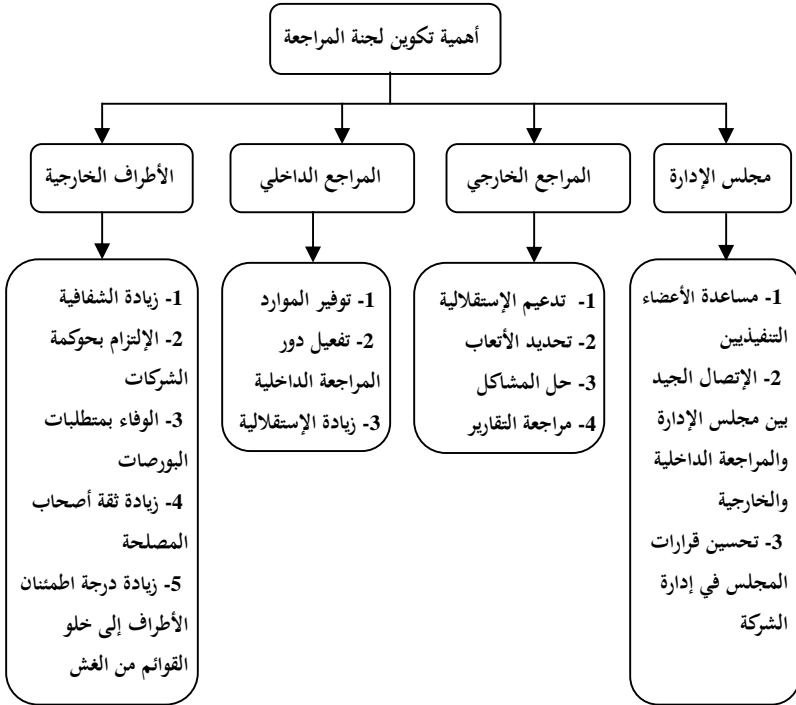 أهمية تكوين لجنة المراجعة
مجلس الإدارة
المراجع الخارجي
المراجع الداخلي
الأطراف الخارجية
1- مساعدة الأعضاء
التنفيذيين
2- الإتصال الجيد
بين مجلس الإدارة
والمراجعة الداخلية
والخارجية
3- تحسين قرارات
المجلس في إدارة
الشركة
1- تدعيم الإستقلالية
2- تحديد الأتعاب
3- حل المشاكل
4- مراجعة التقارير
1- توفير الموارد
2- تفعيل دور
المراجعة الداخلية
3- زيادة الإستقلالية
1- زيادة الشفافية
2- الإلتزام بحوكمة
الشركات
3- الوفاء بمتطلبات
البورصات
4- زيادة ثقة أصحاب
المصلحة
5- زيادة درجة اطمئنان
الأطراف إلى خلو
القوائم من الغش